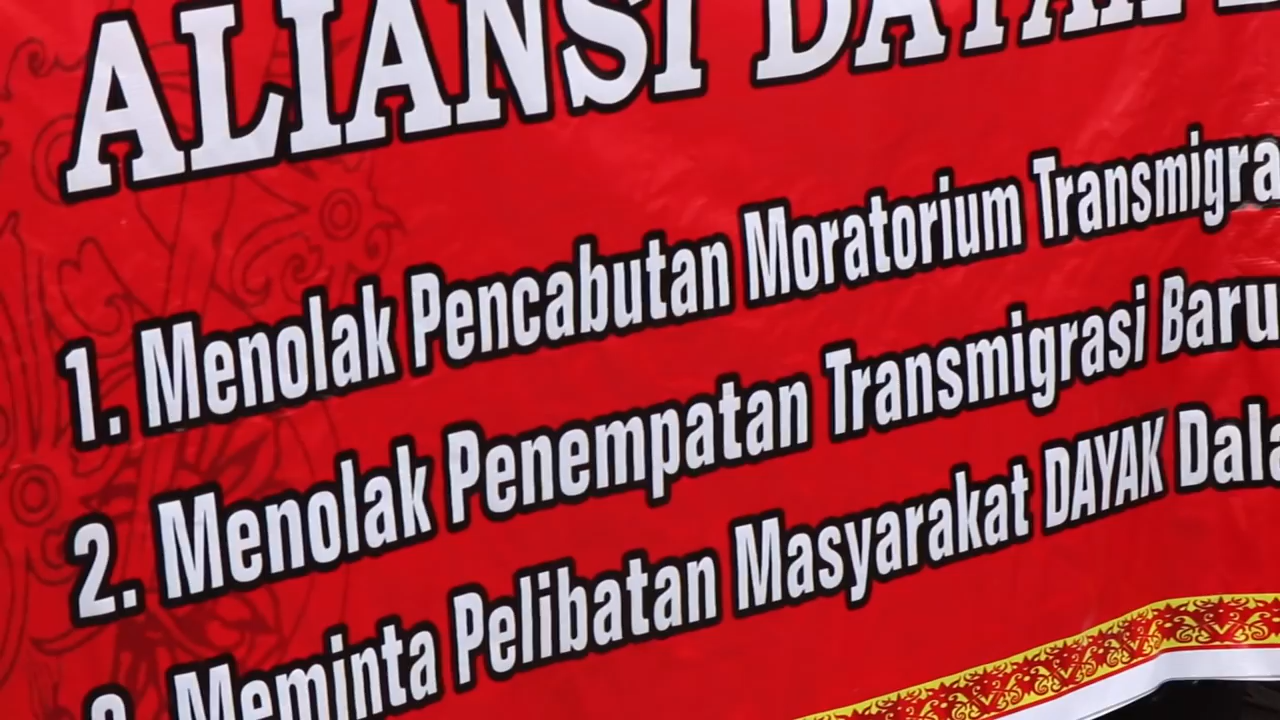 ALIANSI DAYAK
1. Menolak Pencabutan Moratorium Transmigra
2. Menolak Penempatan Transmigrasi Baru
3. Meminta Pelibatan Masyarakat DAYAK Dala